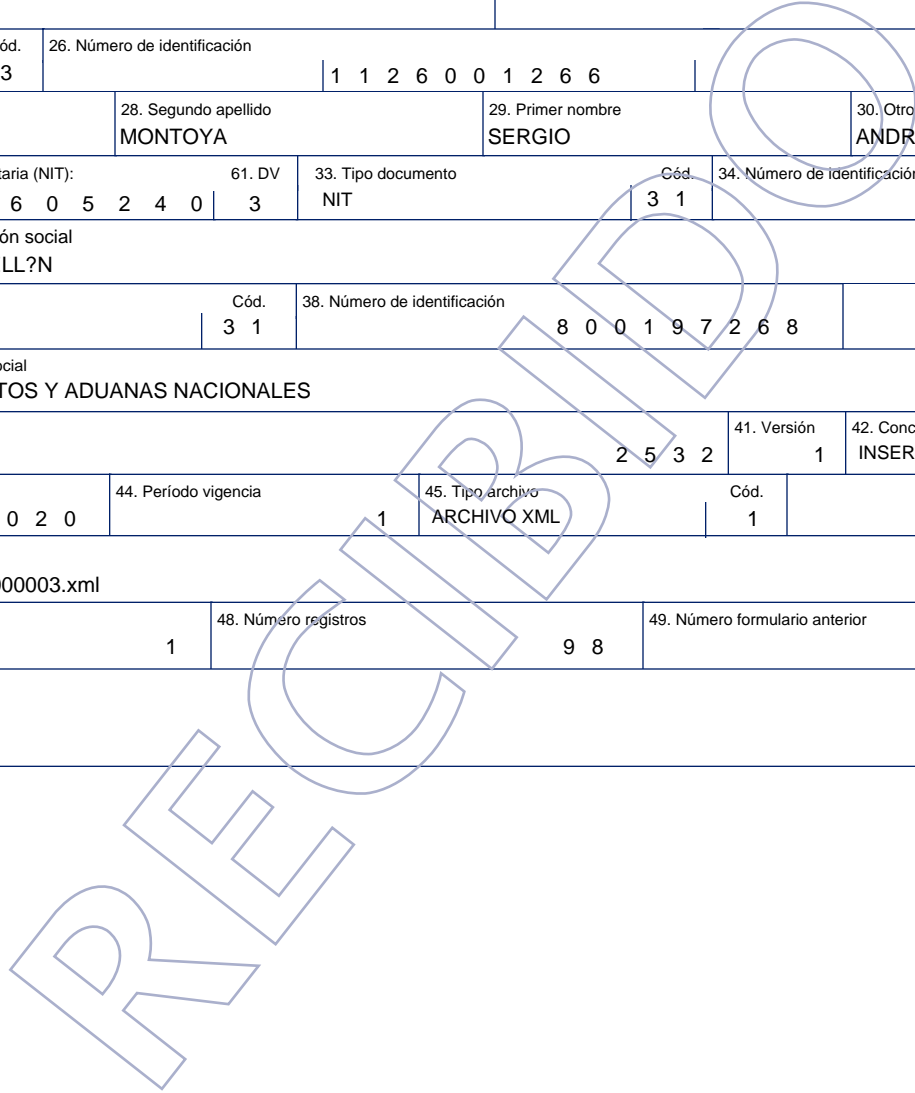 ód. 26. Número de identificación
3 1 1 2 6 0 0 1 2 6 6
28. Segundo apellido 29. Primer nombre 30. Otro
MONTOYA SERGIO ANDR
taria (NIT): 61. DV 33. Tipo documento Cód. 34. Número de identificación
6 0 5 2 4 0 3 NIT 3 1
ón social
LL?N
Cód. 38. Número de identificación
3 1 8 0 0 1 9 7 2 6 8
ocial
TOS Y ADUANAS NACIONALES
41. Versión 42. Conc
2 5 3 2 1 INSER
44. Período vigencia 45. Tipo archivo Cód.
0 2 0 1 ARCHIVO XML 1
000003.xml
48. Número registros 49. Número formulario anterior
1 9 8
RECIBIDO